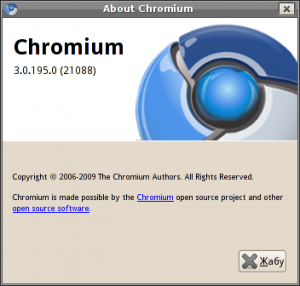 About Chromium
Chromium
3.0.195.0 (21088)
Copyright © 2006-2009 The Chromium Authors. All Rights Reserved.
Chromium is made possible by the Chromium open source project and other
open source software.
Жабу